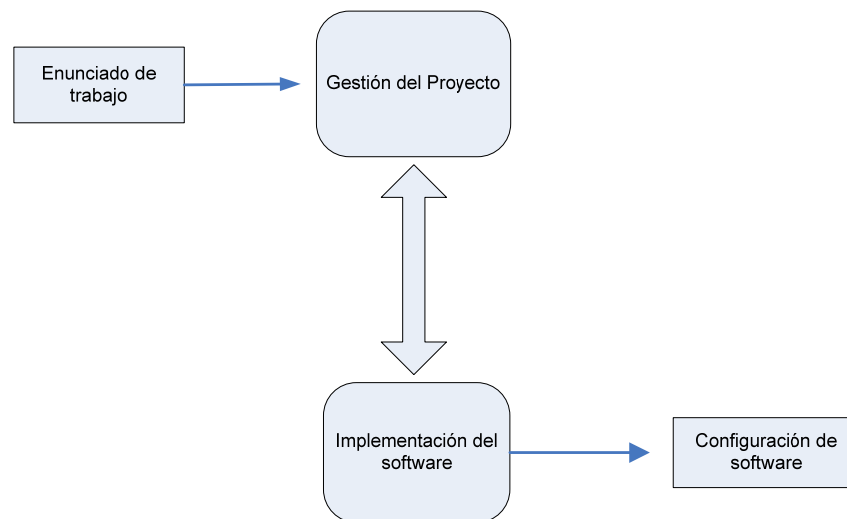 Enunciado de
trabajo
Gestión del Proyecto
Implementación del
software
Configuración de
software